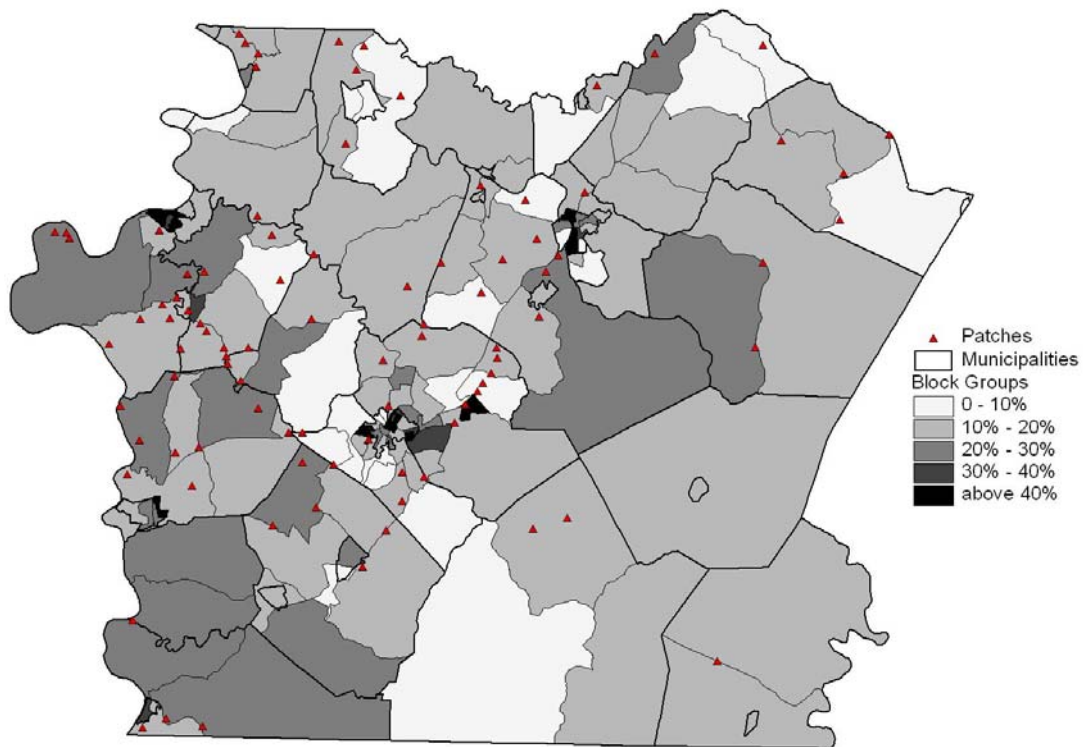 Patches
Municipalities
Block Groups
0 - 10%
10% - 20%
20% - 30%
30% - 40%
above 40%